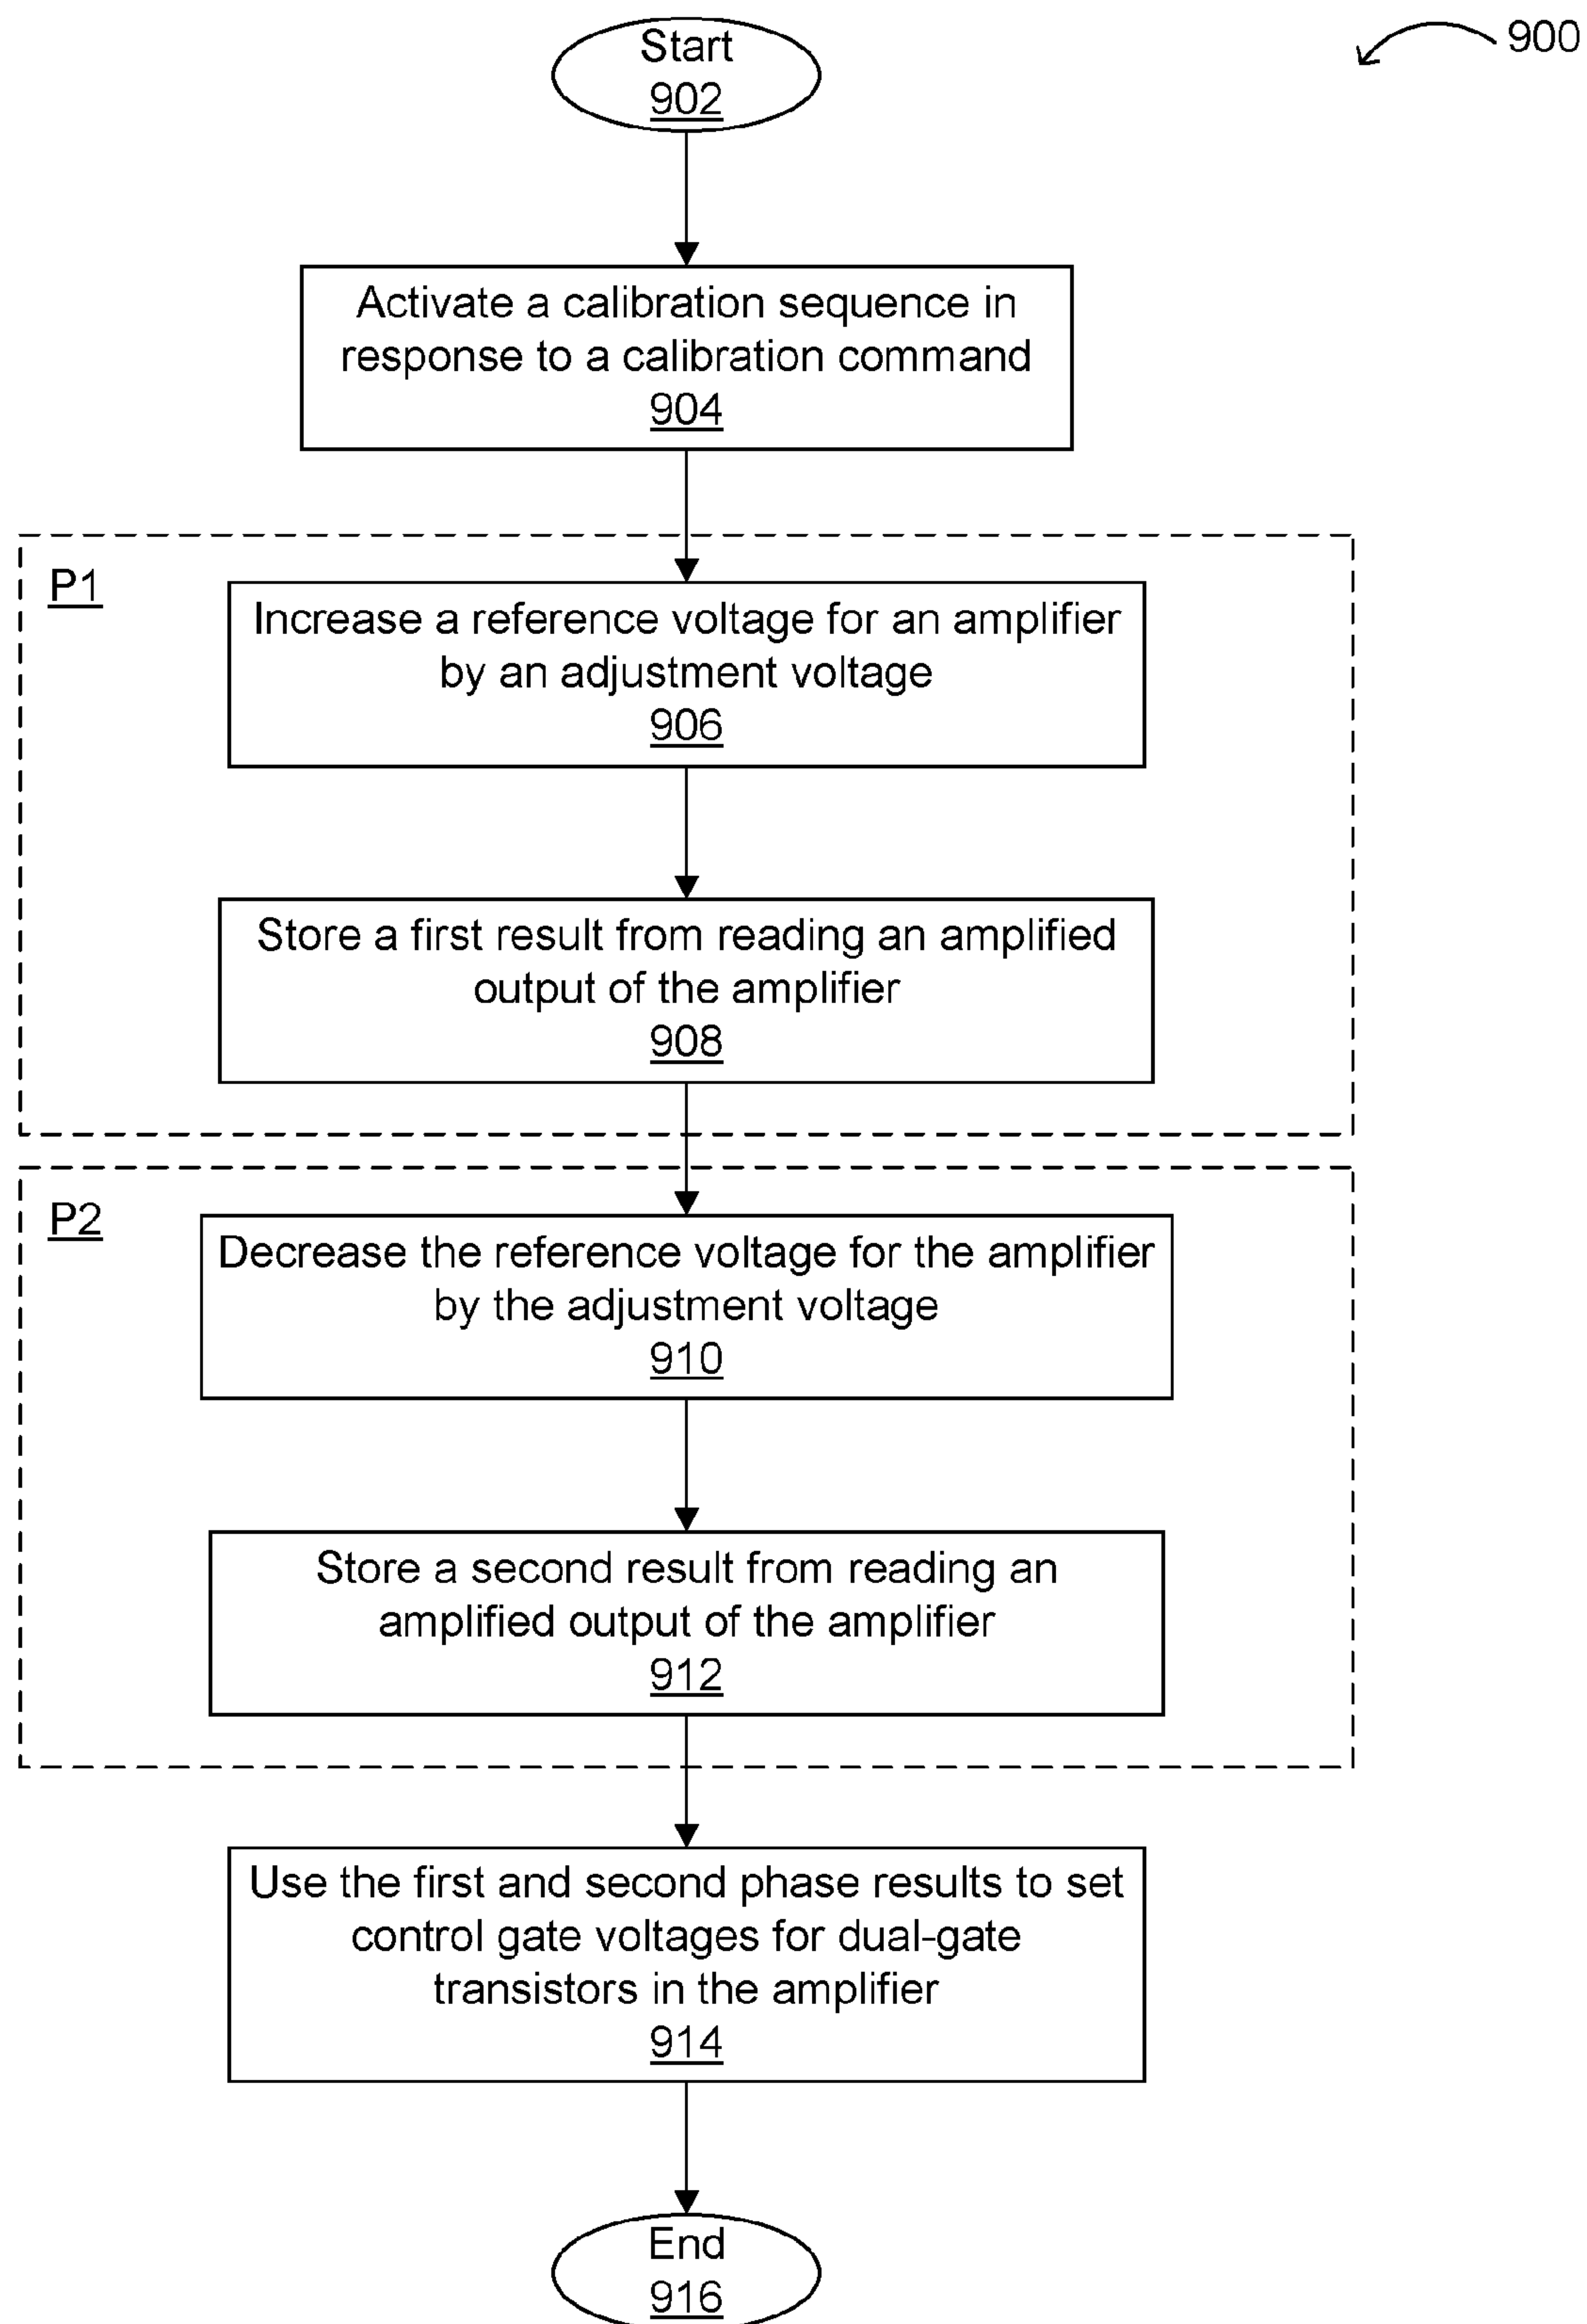 Start
902
900
Activate a calibration sequence in
response to a calibration command
904
P1
Increase a reference voltage for an amplifier
by an adjustment voltage
906
Store a first result from reading an amplified
output of the amplifier
908
P2
Decrease the reference voltage for the amplifier
by the adjustment voltage
910
Store a second result from reading an
amplified output of the amplifier
912
Use the first and second phase results to set
control gate voltages for dual-gate
transistors in the amplifier
914
End
916